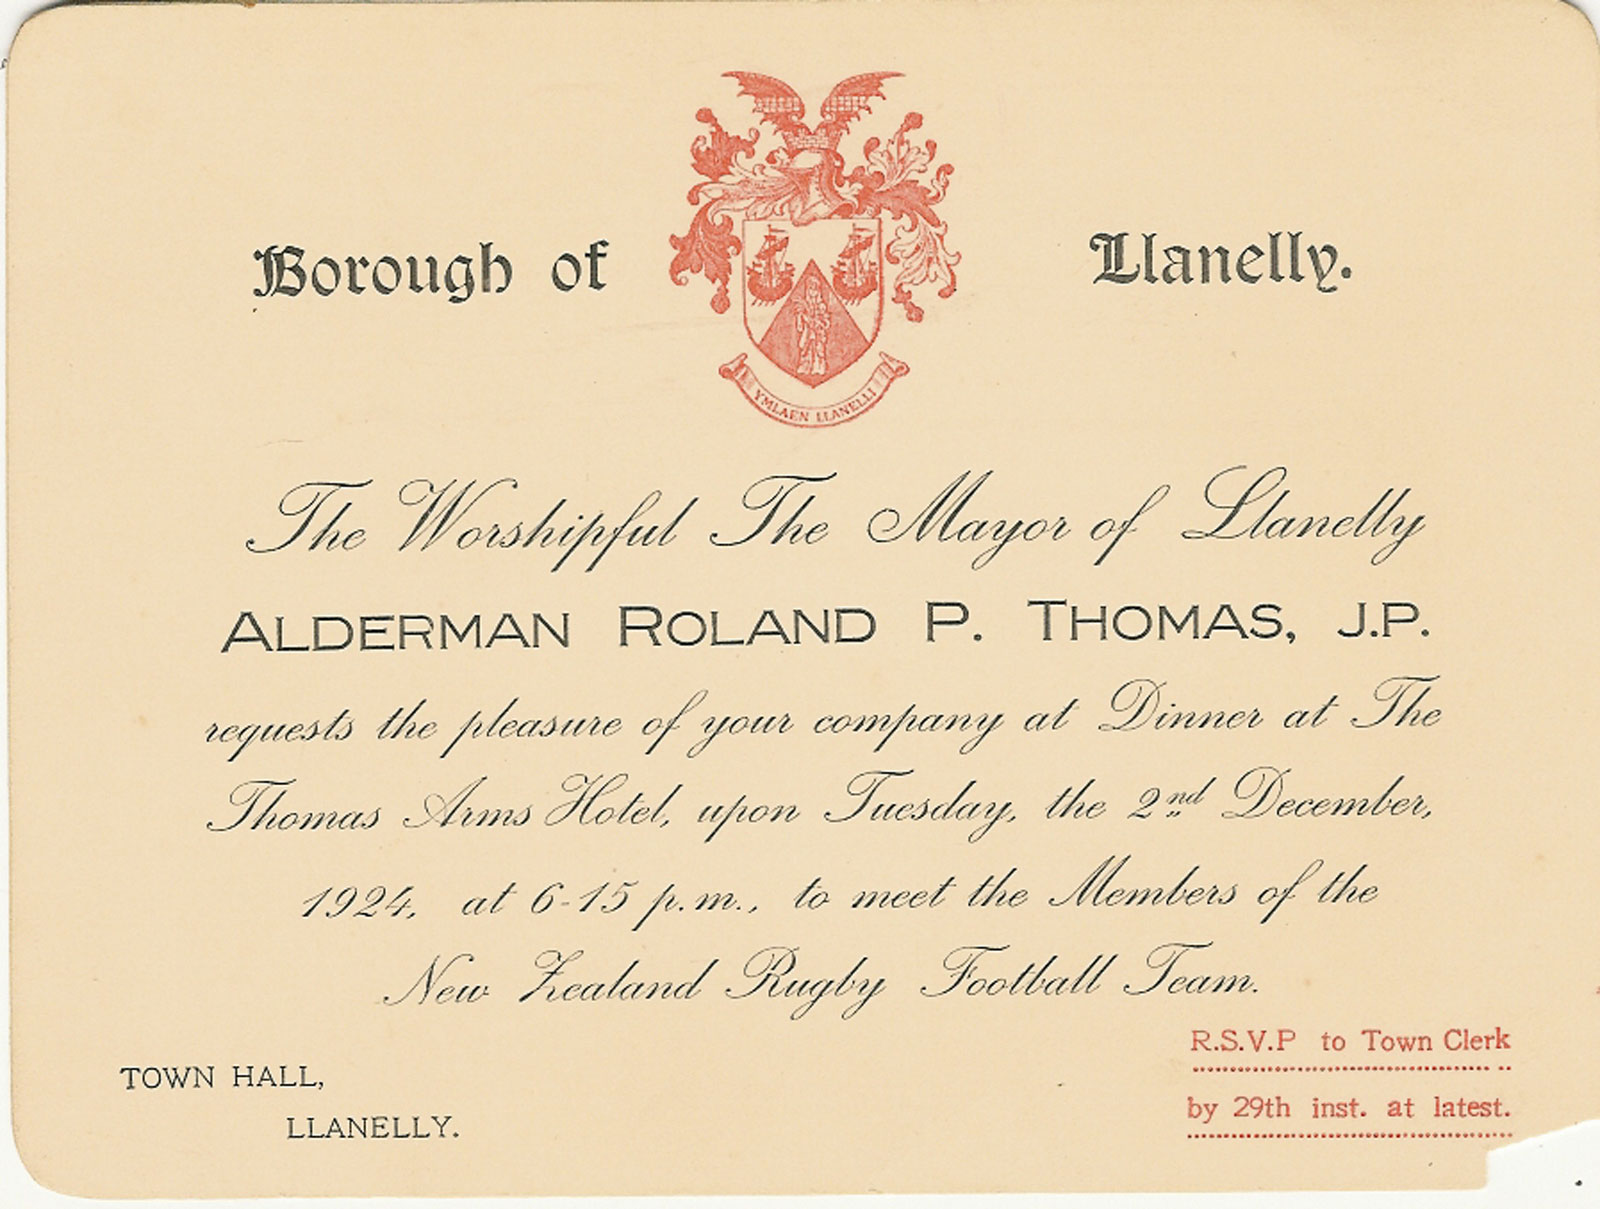 Borough of Llanelly.
YMLAEN LLANELLI
The Worshipful The Mayor of Llanelly
ALDERMAN ROLAND P. THOMAS, J.P.
requests the pleasure of your company at Dinner at The
Thomas Arms Hotel, upon Tuesday, the 2nd December,
1924, at 6-15 p.m., to meet the Members of the
New Zealand Rugby Football Team.
R.S.V.P to Town Clerk
by 29th inst. at latest.
TOWN HALL,
LLANELLY.